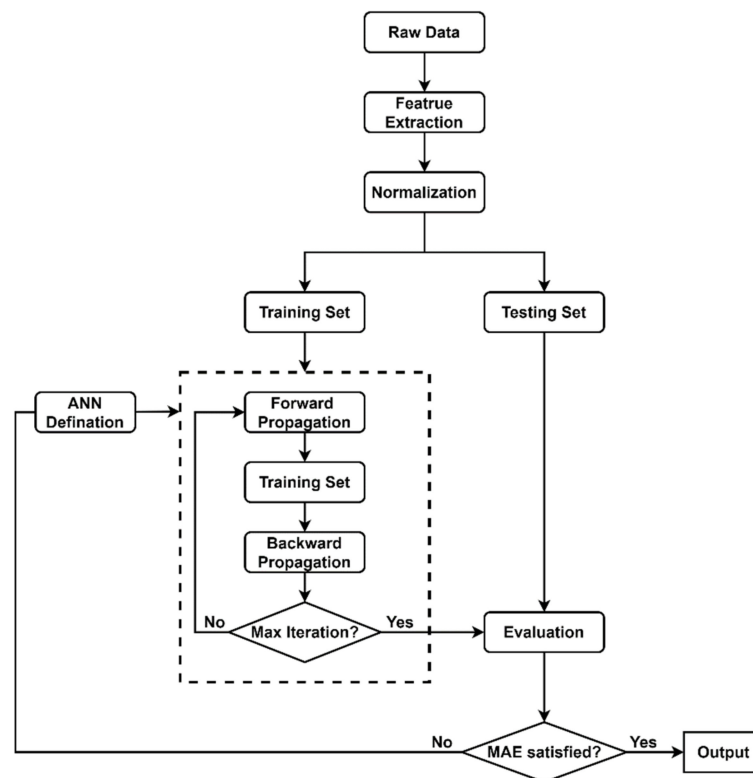 Raw Data
Featrue
Extraction
Normalization
Training Set
Testing Set
ANN
Defination
Forward
Propagation
Training Set
Backward
Propagation
No
Max Iteration?
Yes
Evaluation
No
MAE satisfied?
Yes
Output